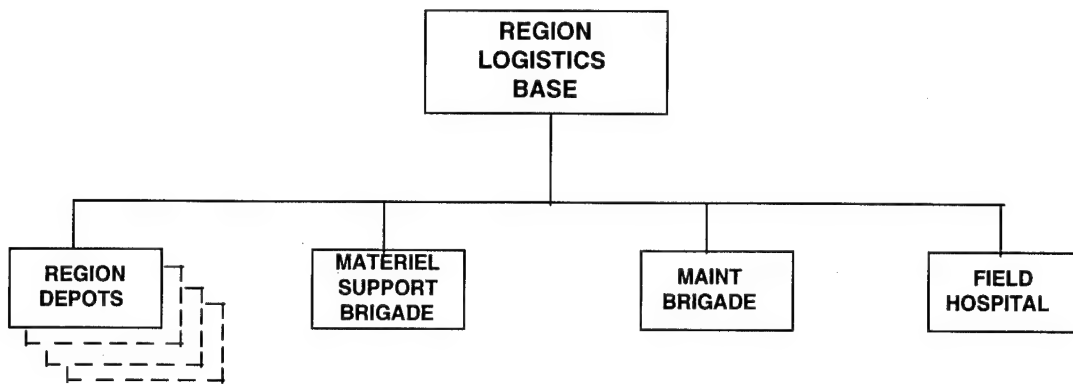 REGION
LOGISTICS
BASE
REGION
DEPOTS
MATERIEL
SUPPORT
BRIGADE
MAINT
BRIGADE
FIELD
HOSPITAL